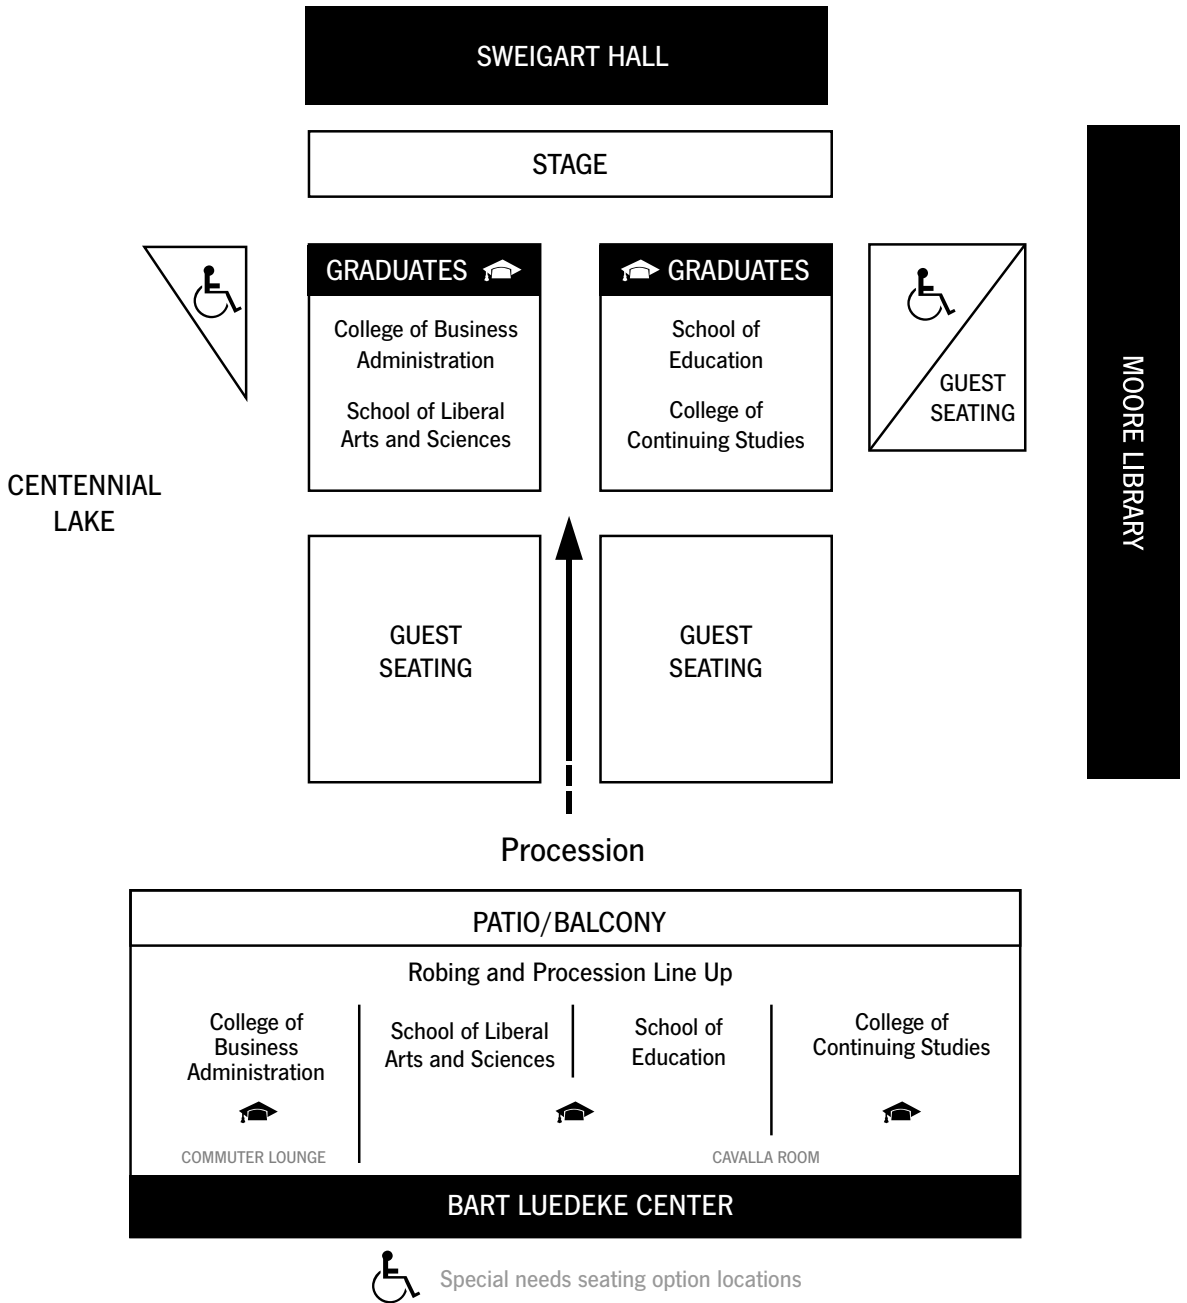 SWEIGART HALL
STAGE
GRADUATES
College of Business
Administration
School of Liberal
Arts and Sciences
GRADUATES
School of
Education
College of
Continuing Studies
GUEST
SEATING
MOORE LIBRARY
CENTENNIAL
LAKE
GUEST
SEATING
GUEST
SEATING
Procession
PATIO/BALCONY
Robing and Procession Line Up
College of
Business
Administration
School of Liberal
Arts and Sciences
School of
Education
College of
Continuing Studies
COMMUTER LOUNGE
CAVALLA ROOM
BART LUEDEKE CENTER
Special needs seating option locations